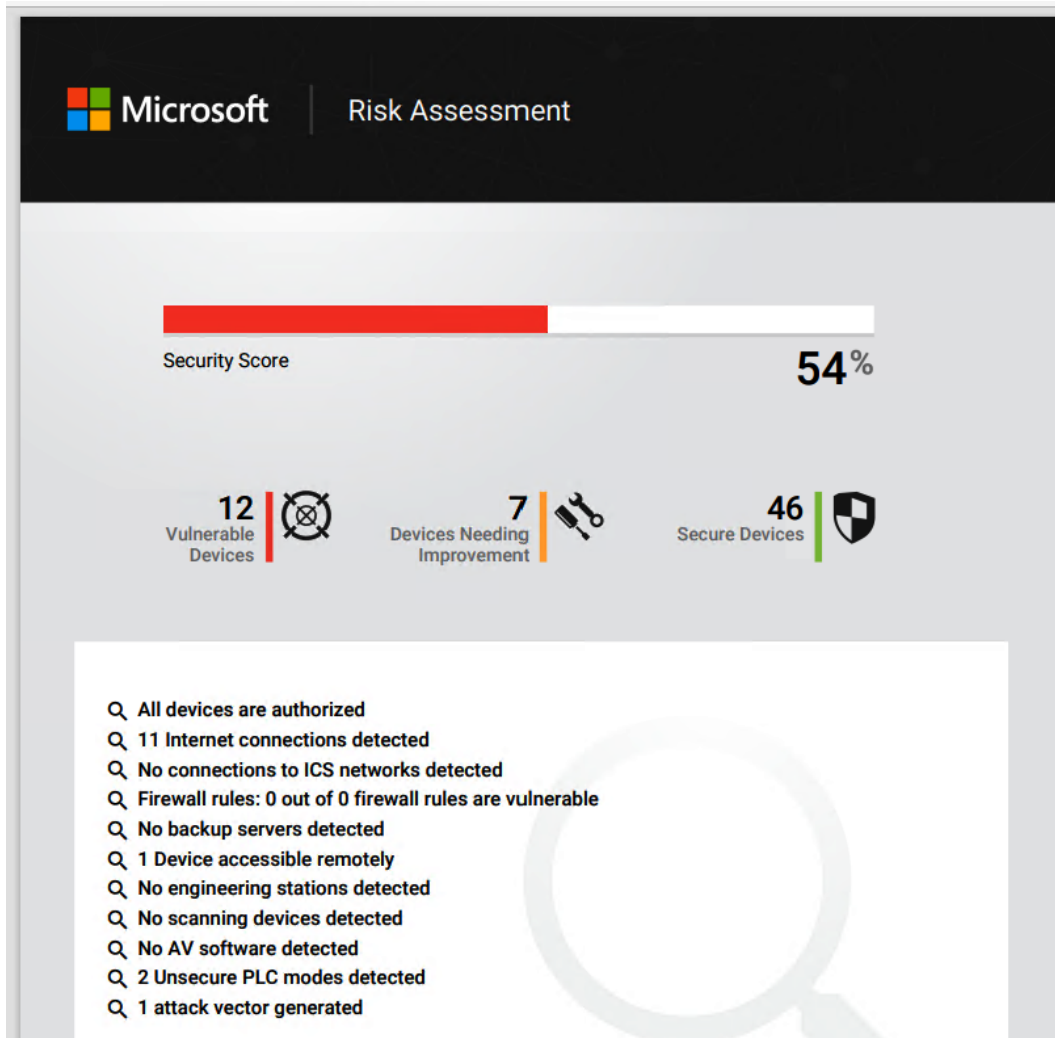 Microsoft
Risk Assessment
Security Score
54%
12
Vulnerable
Devices
7
Devices Needing
Improvement
46
Secure Devices
All devices are authorized
11 Internet connections detected
No connections to ICS networks detected
Firewall rules: 0 out of 0 firewall rules are vulnerable
No backup servers detected
1 Device accessible remotely
No engineering stations detected
No scanning devices detected
No AV software detected
2 Unsecure PLC modes detected
1 attack vector generated